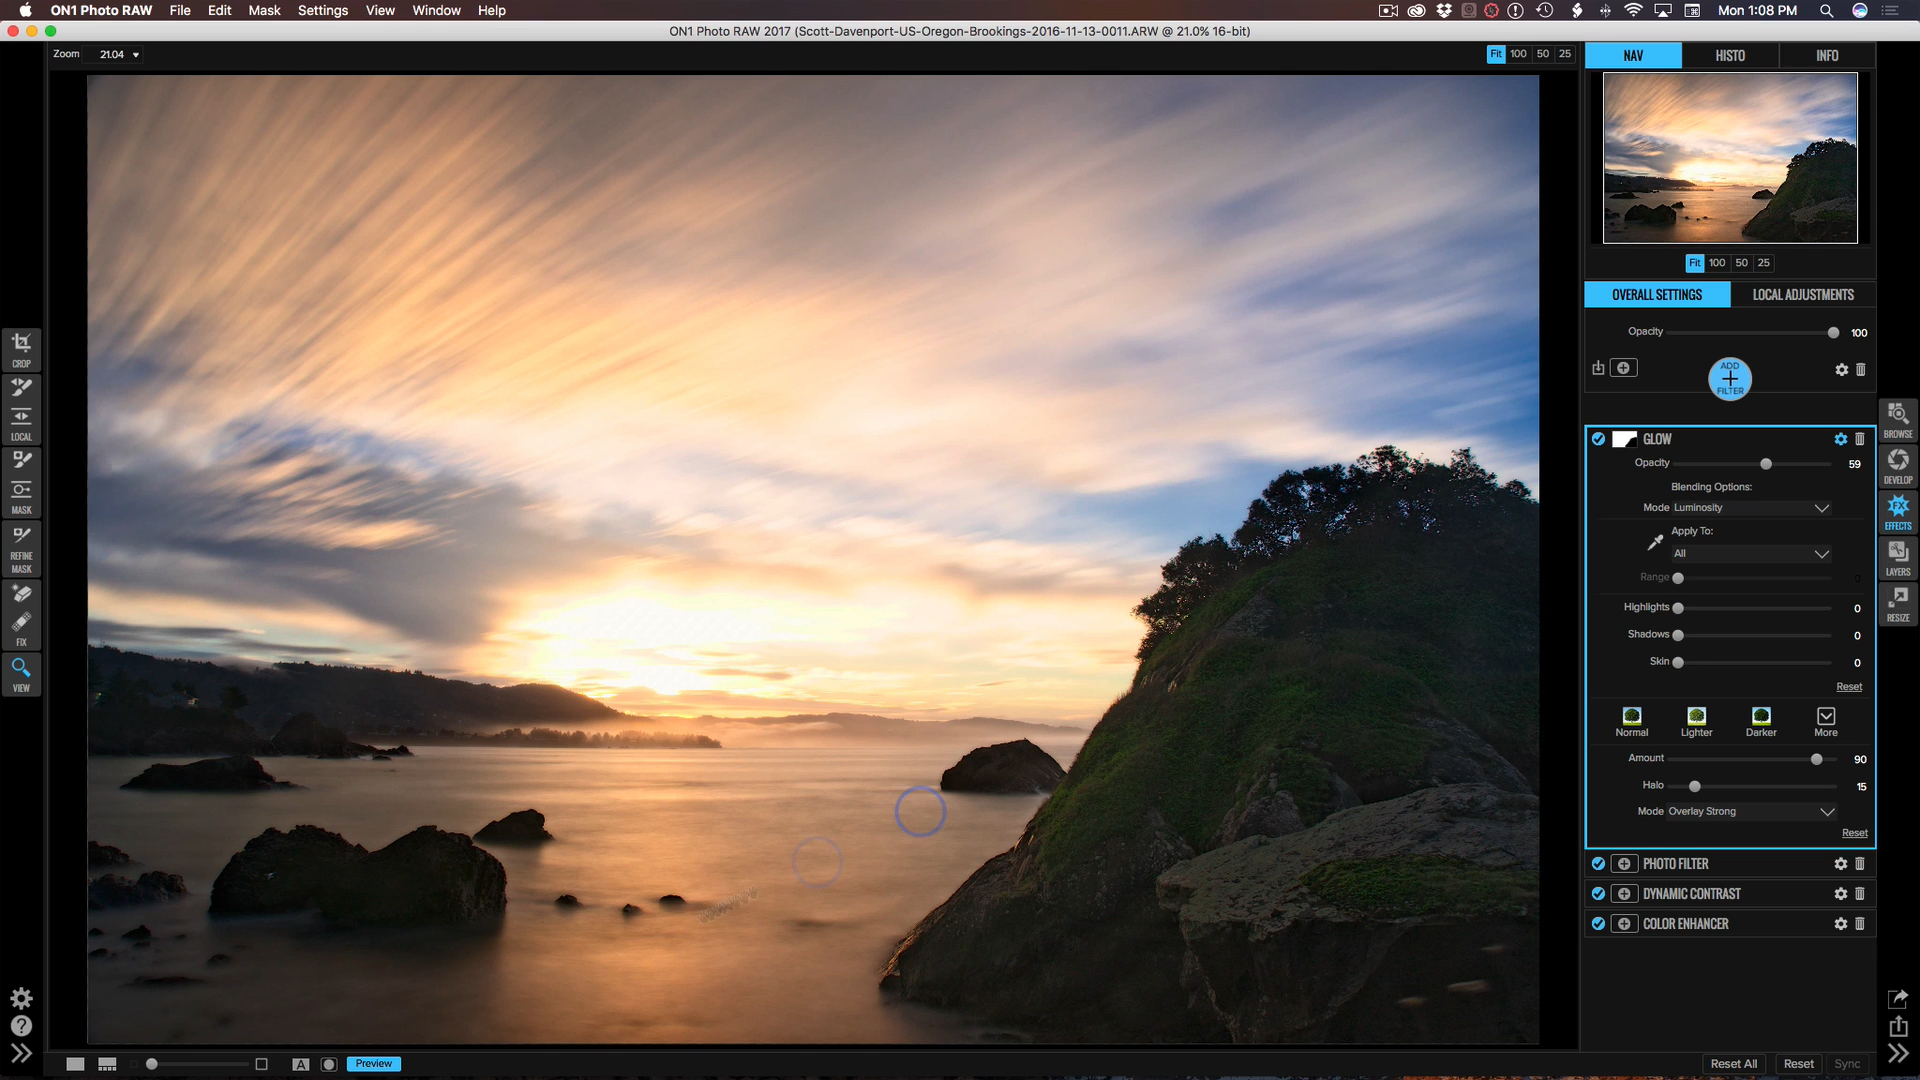 ON1 Photo RAW File Edit Mask Settings View Window Help Mon 1:08 PM
ON1 Photo RAW 2017 (Scott-Davenport-US-Oregon-Brookings-2016-11-13-0011.ARW @ 21.0% 16-bit)
Zoom 21.04 Fit 100 50 25
NAV HISTO INFO
Fit 100 50 25
OVERALL SETTINGS LOCAL ADJUSTMENTS
Opacity 100
ADD
FILTER
GLOW
Opacity 59
Blending Options:
Mode Luminosity
Apply To:
All
Range 0
Highlights 0
Shadows 0
Skin 0
Reset
Normal Lighter Darker More
Amount 90
Halo 15
Mode Overlay Strong
Reset
PHOTO FILTER
DYNAMIC CONTRAST
COLOR ENHANCER
CROP
LOCAL
MASK
REFINE
MASK
FIX
VIEW
BROWSE
DEVELOP
FX
EFFECTS
LAYERS
RESIZE
A Preview
Reset All Reset Sync